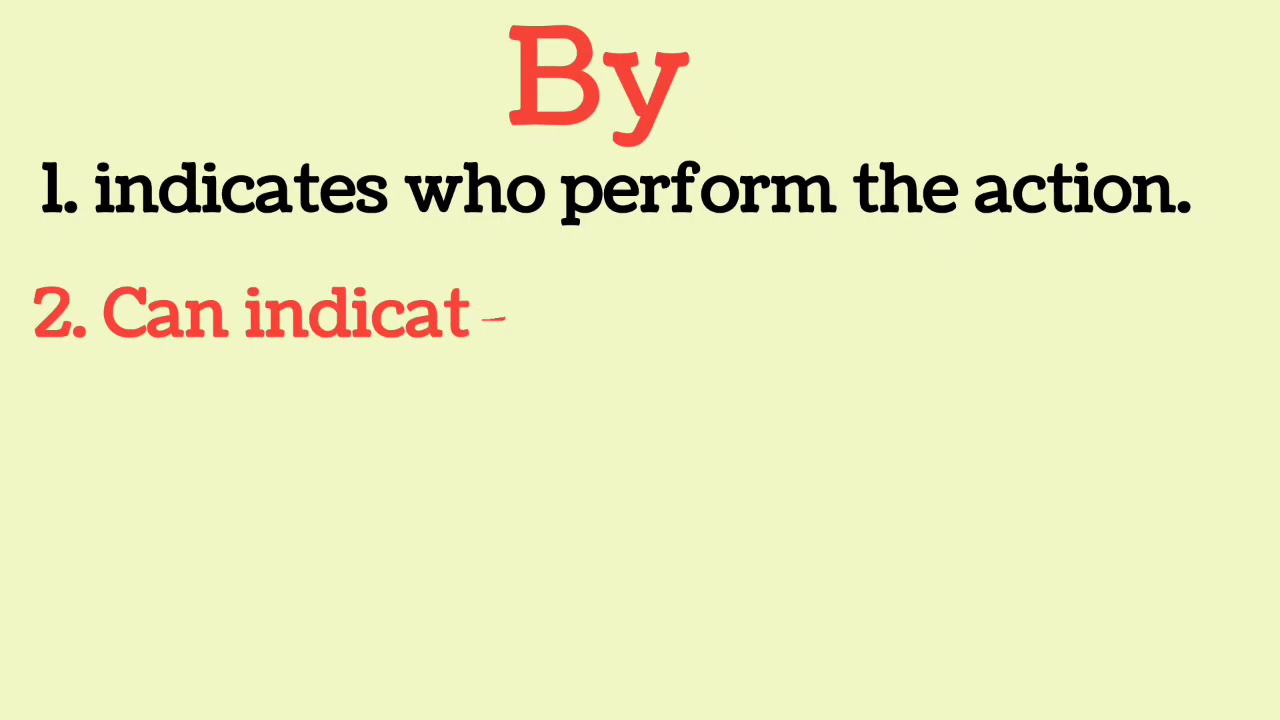 By
1. indicates who perform the action.
2. Can indicat